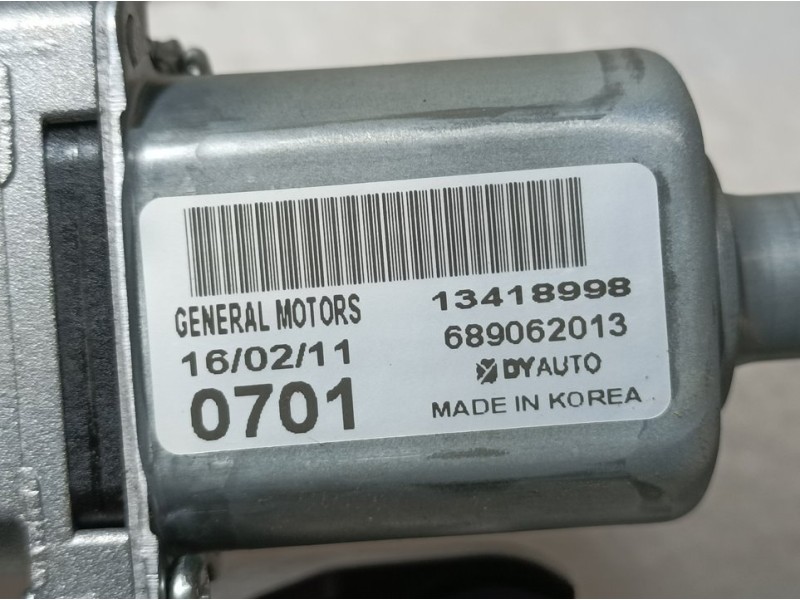 GENERAL MOTORS 13418998
16/02/11 689062013
0701 DYAUTO
MADE IN KOREA